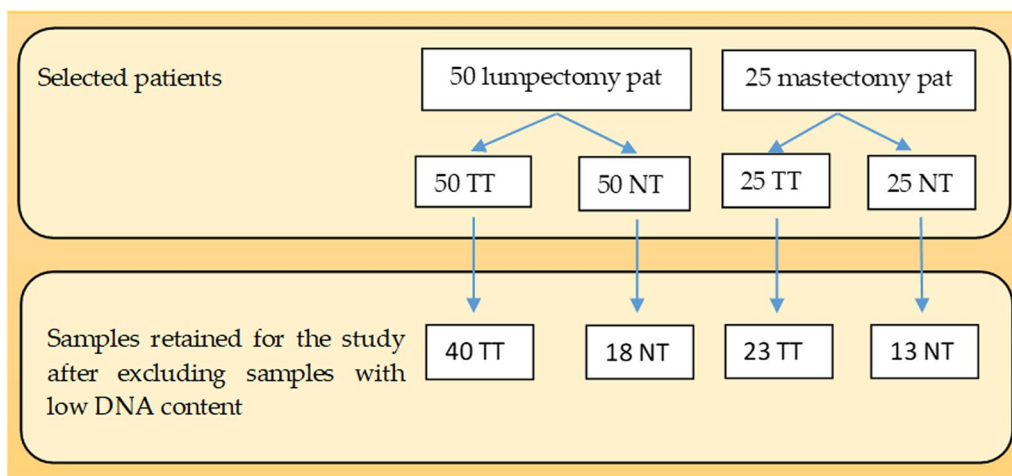 Selected patients
50 lumpectomy pat
25 mastectomy pat
50 TT
50 NT
25 TT
25 NT
Samples retained for the study
after excluding samples with
low DNA content
40 TT
18 NT
23 TT
13 NT